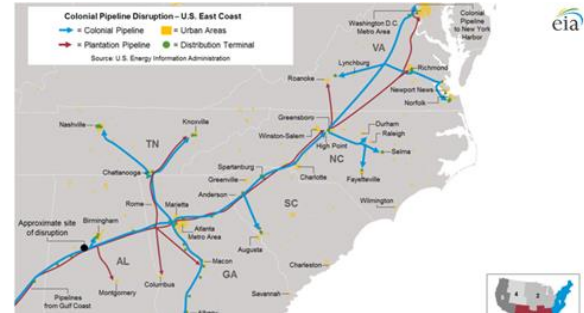 Colonial Pipeline Disruption – U.S. East Coast
= Colonial Pipeline
= Urban Areas
= Plantation Pipeline
= Distribution Terminal
Source: U.S. Energy Information Administration
eia
Washington D.C.
Metro Area
Colonial
Pipeline
to New York
Harbor
VA
Lynchburg
Richmond
Roanoke
Newport News
Norfolk
Nashville
Knoxville
Greensboro
Durham
Winston-Salem
Raleigh
TN
High Point
Selma
NC
Chattanooga
Spartanburg
Greenville
Charlotte
Fayetteville
Anderson
Rome
Marietta
SC
Wilmington
Approximate site
of disruption
Birmingham
Atlanta
Metro Area
Augusta
AL
Macon
Charleston
GA
Pipelines
from Gulf Coast
Montgomery
Columbus
Savannah
Albany
4
2